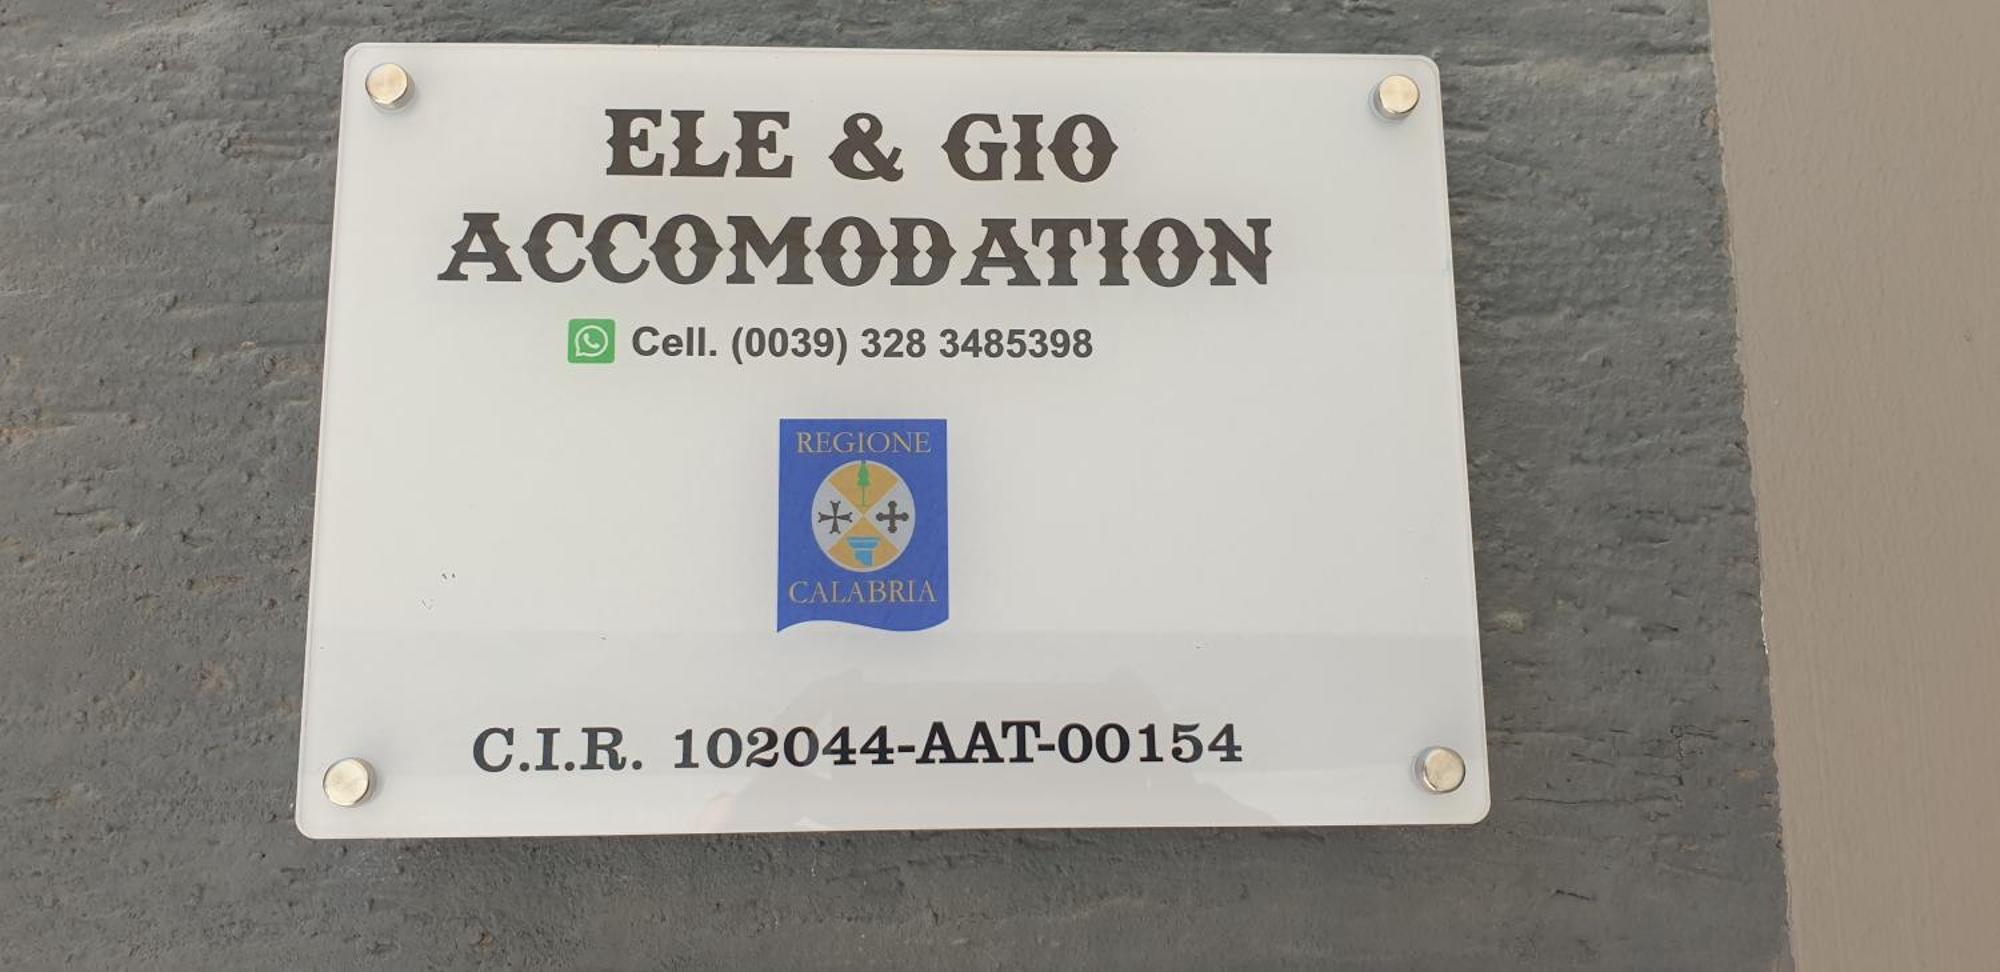 ELE & GIO
ACCOMODATION
Cell. (0039) 328 3485398
REGIONE
CALABRIA
C.I.R. 102044-AAT-00154